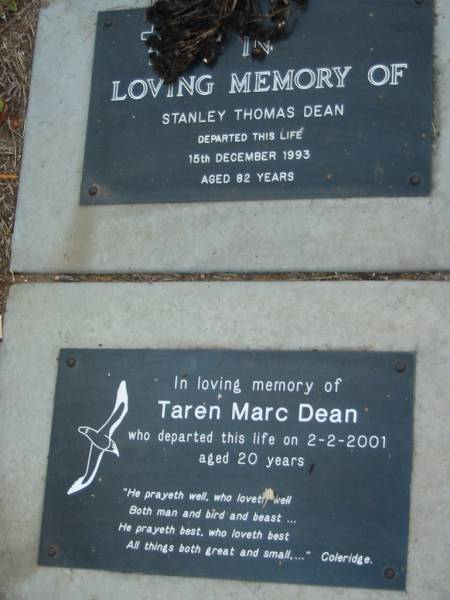 IN
LOVING MEMORY OF
STANLEY THOMAS DEAN
DEPARTED THIS LIFE
15th DECEMBER 1993
AGED 82 YEARS
In loving memory of
Taren Marc Dean
who departed this life on 2-2-2001
aged 20 years
"He prayeth well, who loveth well
Both man and bird and beast ...
He prayeth best, who loveth best
All things both great and small,..." Coleridge.